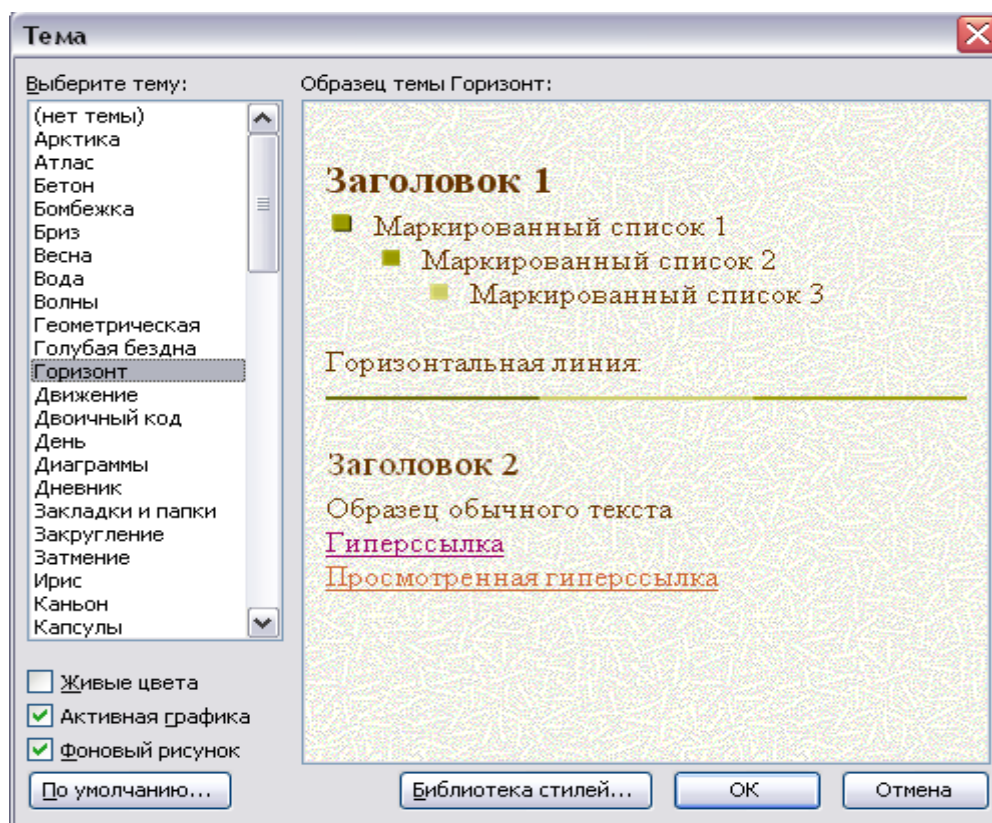 Тема
Выберите тему:
(нет темы)
Арктика
Атлас
Бетон
Бомбежка
Бриз
Весна
Вода
Волны
Геометрическая
Голубая бездна
Горизонт
Движение
Двоичный код
День
Диаграммы
Дневник
Закладки и папки
Закругление
Затмение
Ирис
Каньон
Капсулы
Живые цвета
Активная графика
Фоновый рисунок
Образец темы Горизонт:
Заголовок 1
Маркированный список 1
Маркированный список 2
Маркированный список 3
Горизонтальная линия:
Заголовок 2
Образец обычного текста
Гиперссылка
Просмотренная гиперссылка
По умолчанию...
Библиотека стилей...
ОК
Отмена